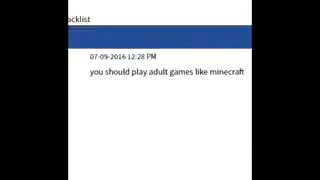 acklist
07-09-2016 12:28 PM
you should play adult games like minecraft